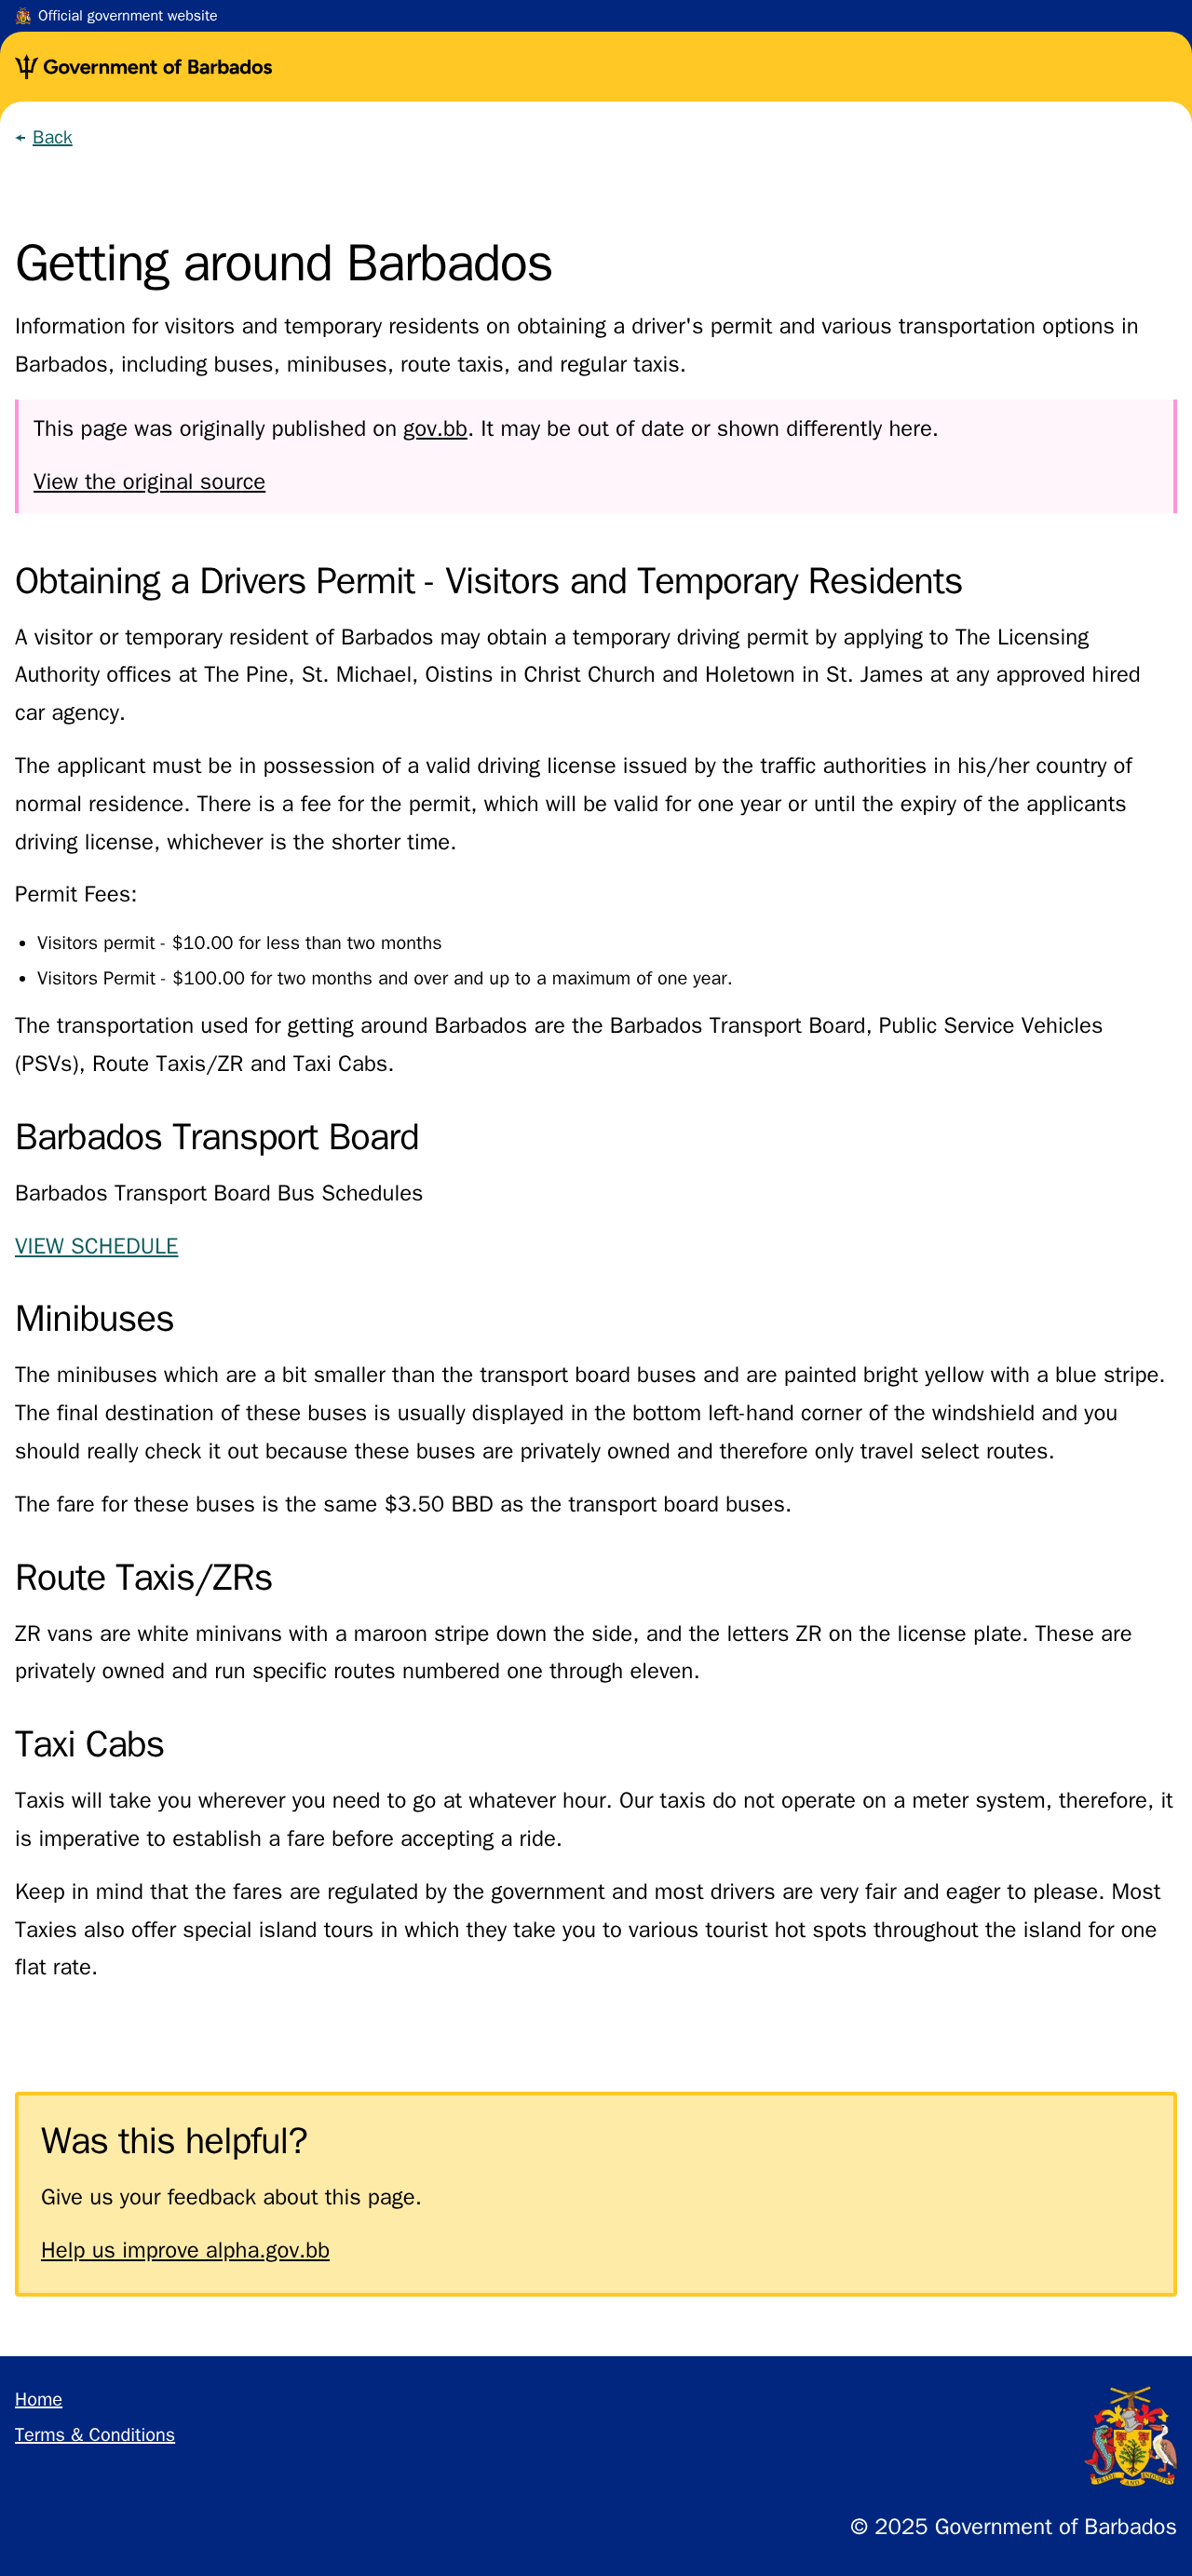 Official government website
Government of Barbados
← Back
Getting around Barbados
Information for visitors and temporary residents on obtaining a driver's permit and various transportation options in
Barbados, including buses, minibuses, route taxis, and regular taxis.
This page was originally published on gov.bb. It may be out of date or shown differently here.
View the original source
Obtaining a Drivers Permit - Visitors and Temporary Residents
A visitor or temporary resident of Barbados may obtain a temporary driving permit by applying to The Licensing
Authority offices at The Pine, St. Michael, Oistins in Christ Church and Holetown in St. James at any approved hired
car agency.
The applicant must be in possession of a valid driving license issued by the traffic authorities in his/her country of
normal residence. There is a fee for the permit, which will be valid for one year or until the expiry of the applicants
driving license, whichever is the shorter time.
Permit Fees:
• Visitors permit - $10.00 for less than two months
• Visitors Permit - $100.00 for two months and over and up to a maximum of one year.
The transportation used for getting around Barbados are the Barbados Transport Board, Public Service Vehicles
(PSVs), Route Taxis/ZR and Taxi Cabs.
Barbados Transport Board
Barbados Transport Board Bus Schedules
VIEW SCHEDULE
Minibuses
The minibuses which are a bit smaller than the transport board buses and are painted bright yellow with a blue stripe.
The final destination of these buses is usually displayed in the bottom left-hand corner of the windshield and you
should really check it out because these buses are privately owned and therefore only travel select routes.
The fare for these buses is the same $3.50 BBD as the transport board buses.
Route Taxis/ZRs
ZR vans are white minivans with a maroon stripe down the side, and the letters ZR on the license plate. These are
privately owned and run specific routes numbered one through eleven.
Taxi Cabs
Taxis will take you wherever you need to go at whatever hour. Our taxis do not operate on a meter system, therefore, it
is imperative to establish a fare before accepting a ride.
Keep in mind that the fares are regulated by the government and most drivers are very fair and eager to please. Most
Taxies also offer special island tours in which they take you to various tourist hot spots throughout the island for one
flat rate.
Was this helpful?
Give us your feedback about this page.
Help us improve alpha.gov.bb
Home
Terms & Conditions
PRIDE AND INDUSTRY
© 2025 Government of Barbados